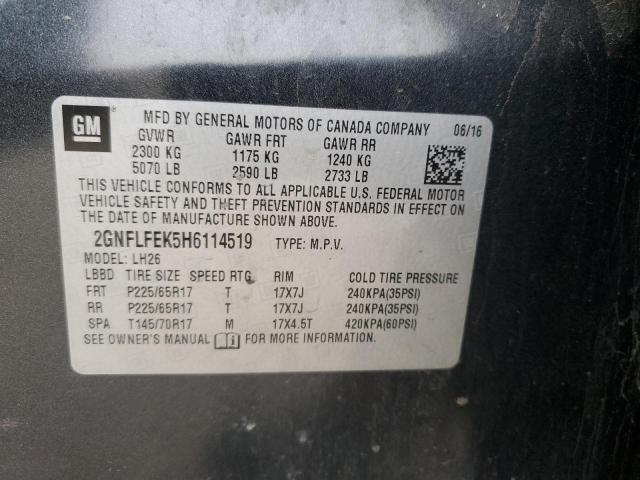 GM ®
MFD BY GENERAL MOTORS OF CANADA COMPANY 06/16
GVWR GAWR FRT GAWR RR
2300 KG 1175 KG 1240 KG
5070 LB 2590 LB 2733 LB
THIS VEHICLE CONFORMS TO ALL APPLICABLE U.S. FEDERAL MOTOR
VEHICLE SAFETY AND THEFT PREVENTION STANDARDS IN EFFECT ON
THE DATE OF MANUFACTURE SHOWN ABOVE.
2GNFLFEK5H6114519 TYPE: M.P.V.
MODEL: LH26
LBBD TIRE SIZE SPEED RTG RIM COLD TIRE PRESSURE
FRT P225/65R17 T 17X7J 240KPA(35PSI)
RR P225/65R17 T 17X7J 240KPA(35PSI)
SPA T145/70R17 M 17X4.5T 420KPA(60PSI)
SEE OWNER'S MANUAL FOR MORE INFORMATION.